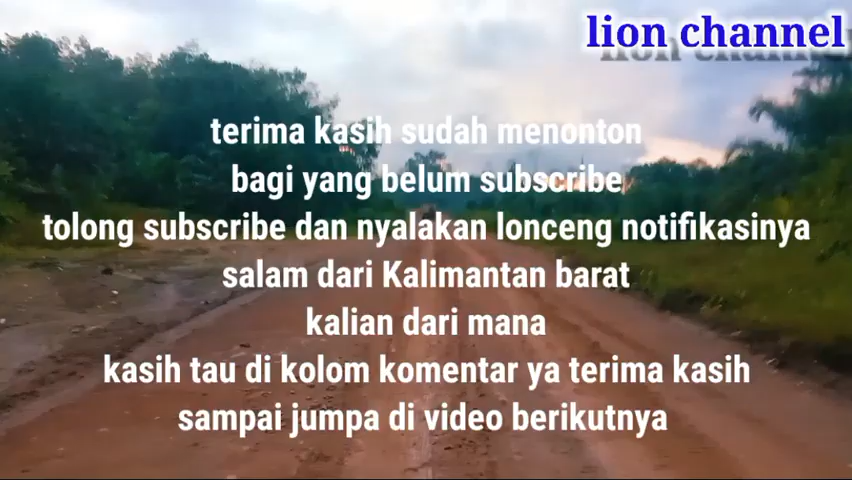 lion channel
terima kasih sudah menonton
bagi yang belum subscribe
tolong subscribe dan nyalakan lonceng notifikasinya
salam dari Kalimantan barat
kalian dari mana
kasih tau di kolom komentar ya terima kasih
sampai jumpa di video berikutnya